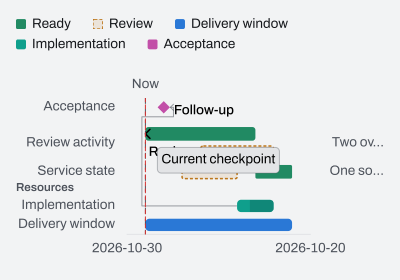 Ready Review Delivery window
Implementation Acceptance
Now
Acceptance Follow-up
Review activity Two ov...
Current checkpoint
Service state One so...
Resources
Implementation
Delivery window
2026-10-30 2026-10-20